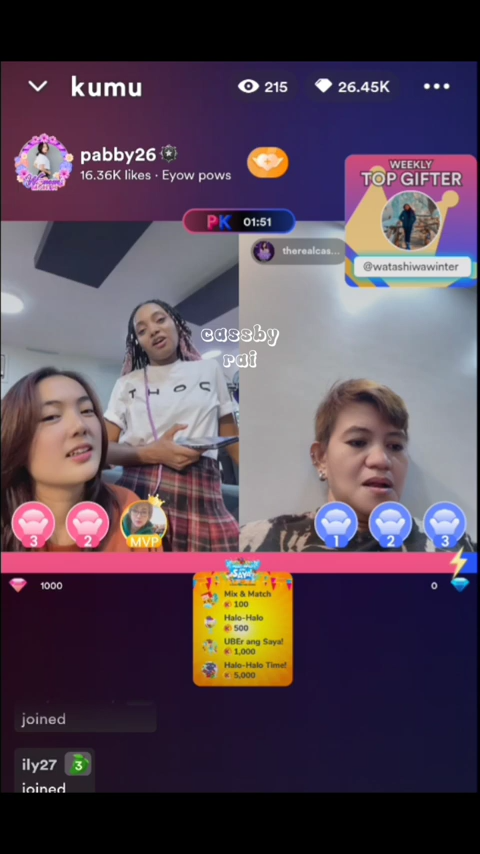 kumu
215
26.45K
pabby26
16.36K likes · Eyow pows
WEEKLY
TOP GIFTER
@watashiwawinter
PK 01:51
therealcas...
cassby
rai
THOC
3
2
MVP
1
2
3
1000
0
SAYA
Mix & Match
100
Halo-Halo
500
UBEr ang Saya!
1,000
Halo-Halo Time!
5,000
joined
ily27 3
joined